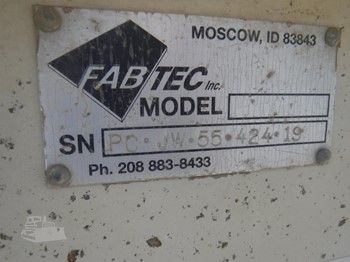 MOSCOW, ID 83843
FABTEC Inc.
MODEL
SN PC·JW·55·424·19
Ph. 208 883-8433